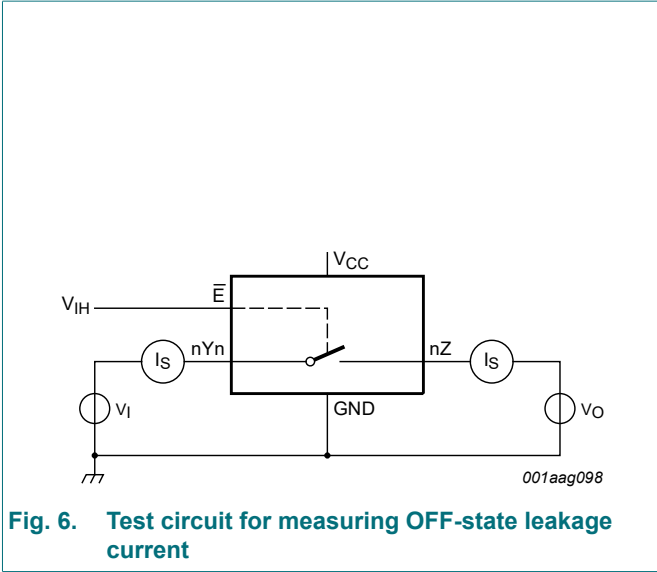 VCC
E
VIH
nYn
nZ
IS
IS
VI
GND
VO
001aag098
Fig. 6. Test circuit for measuring OFF-state leakage
current